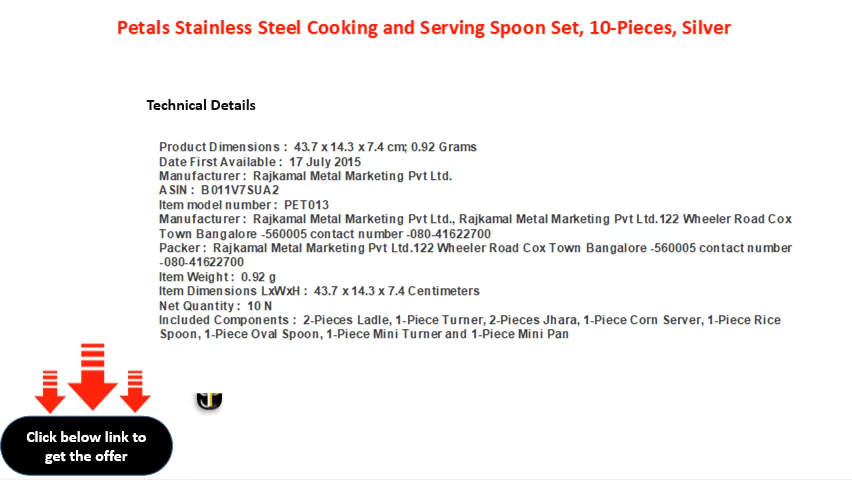 Petals Stainless Steel Cooking and Serving Spoon Set, 10-Pieces, Silver
Technical Details
Product Dimensions : 43.7 x 14.3 x 7.4 cm; 0.92 Grams
Date First Available : 17 July 2015
Manufacturer : Rajkamal Metal Marketing Pvt Ltd.
ASIN : B011V7SUA2
Item model number : PET013
Manufacturer : Rajkamal Metal Marketing Pvt Ltd., Rajkamal Metal Marketing Pvt Ltd.122 Wheeler Road Cox
Town Bangalore -560005 contact number -080-41622700
Packer : Rajkamal Metal Marketing Pvt Ltd.122 Wheeler Road Cox Town Bangalore -560005 contact number
-080-41622700
Item Weight : 0.92 g
Item Dimensions LxWxH : 43.7 x 14.3 x 7.4 Centimeters
Net Quantity : 10 N
Included Components : 2-Pieces Ladle, 1-Piece Turner, 2-Pieces Jhara, 1-Piece Corn Server, 1-Piece Rice
Spoon, 1-Piece Oval Spoon, 1-Piece Mini Turner and 1-Piece Mini Pan
Click below link to
get the offer